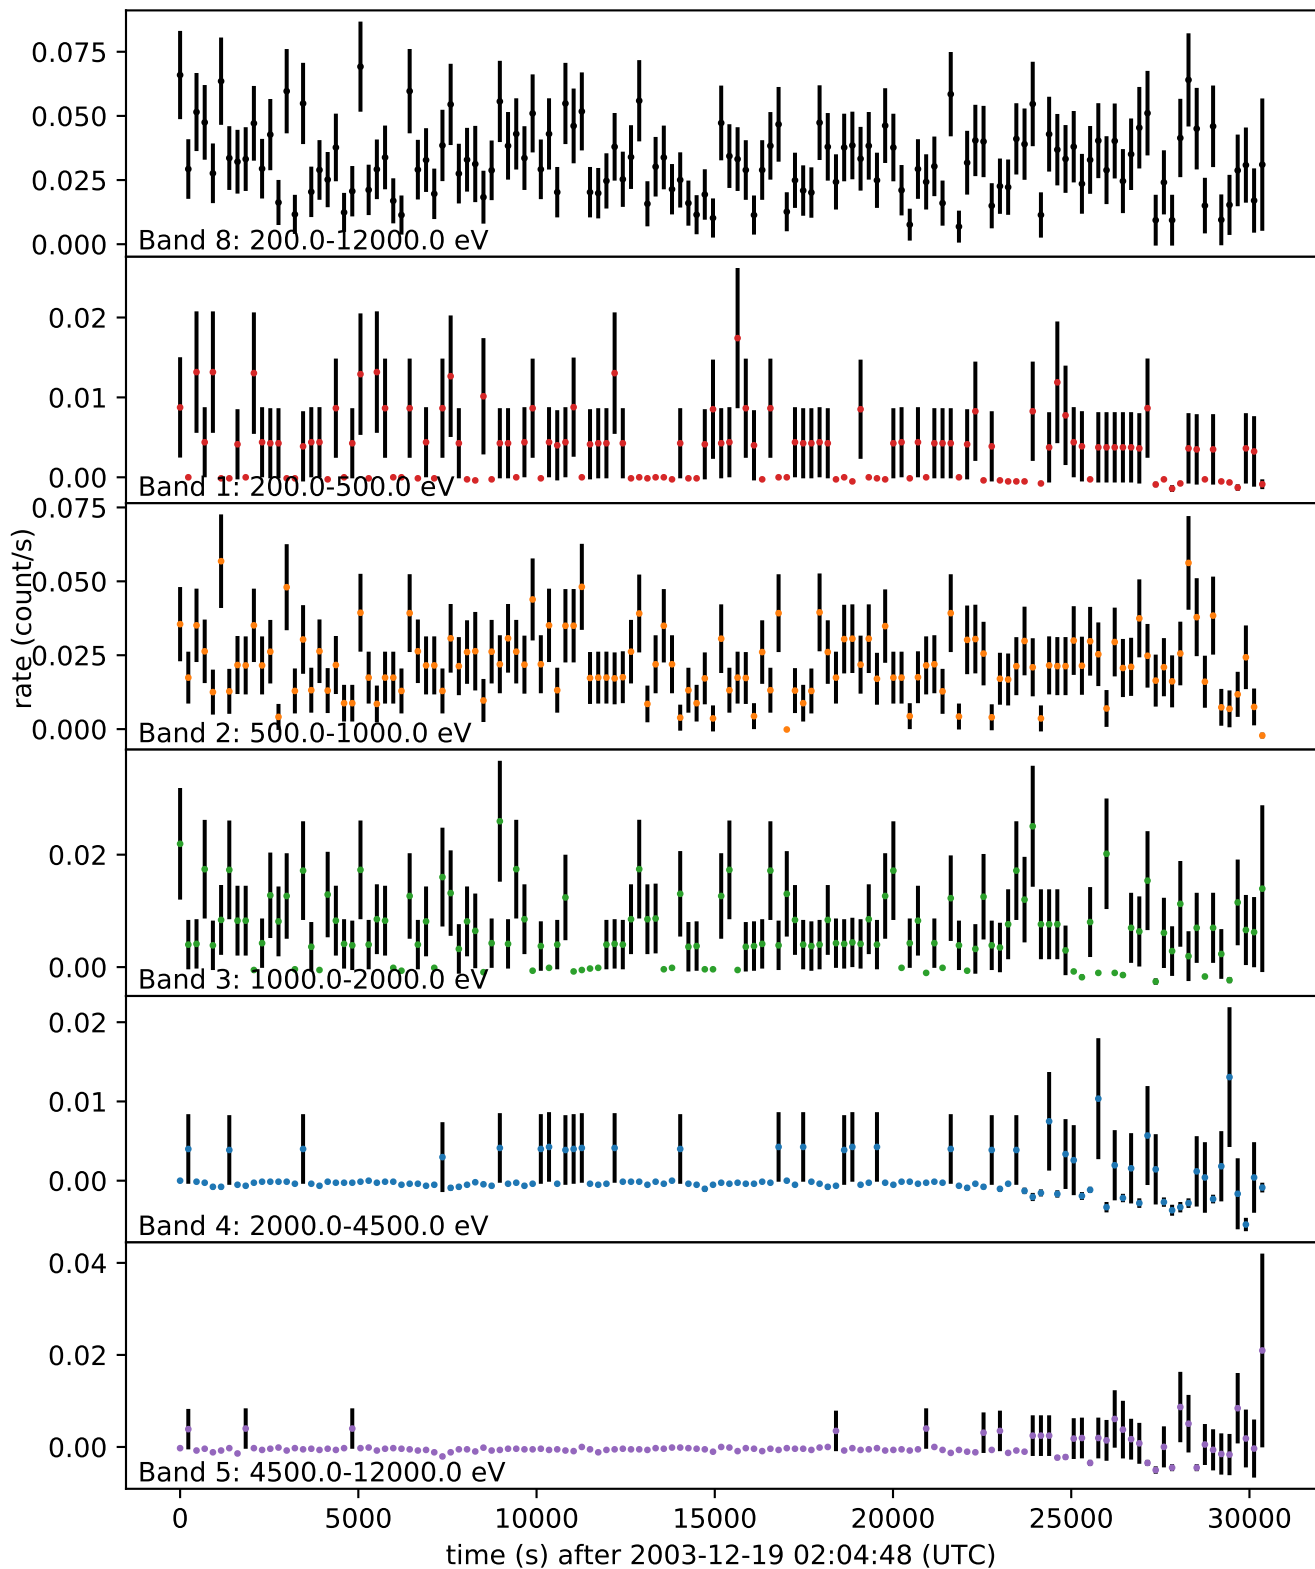 0.075
0.050
0.025
0.000
Band 8: 200.0-12000.0 eV
0.02
0.01
0.00
Band 1: 200.0-500.0 eV
rate (count/s)
0.075
0.050
0.025
0.000
Band 2: 500.0-1000.0 eV
0.02
0.00
Band 3: 1000.0-2000.0 eV
0.02
0.01
0.00
Band 4: 2000.0-4500.0 eV
0.04
0.02
0.00
Band 5: 4500.0-12000.0 eV
0 5000 10000 15000 20000 25000 30000
time (s) after 2003-12-19 02:04:48 (UTC)